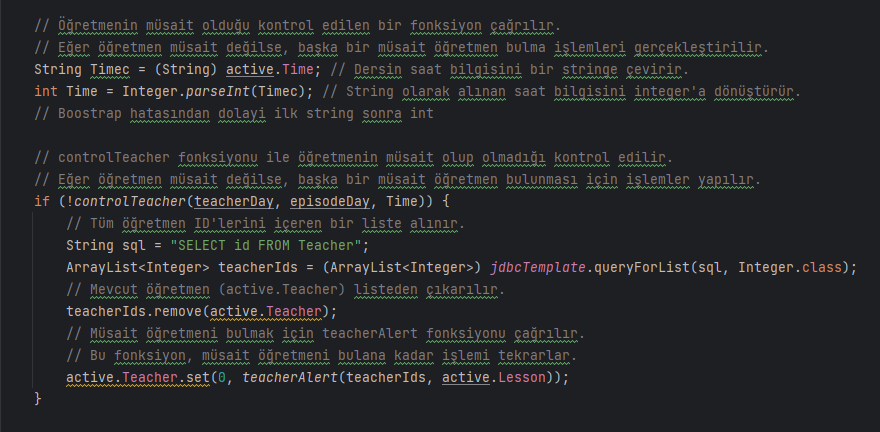 // Öğretmenin müsait olduğu kontrol edilen bir fonksiyon çağrılır.
// Eğer öğretmen müsait değilse, başka bir müsait öğretmen bulma işlemleri gerçekleştirilir.
String Timec = (String) active.Time; // Dersin saat bilgisini bir stringe çevirir.
int Time = Integer.parseInt(Timec); // String olarak alınan saat bilgisini integer'a dönüştürür.
// Boostrap hatasından dolayi ilk string sonra int
// controlTeacher fonksiyonu ile öğretmenin müsait olup olmadığı kontrol edilir.
// Eğer öğretmen müsait değilse, başka bir müsait öğretmen bulunması için işlemler yapılır.
if (!controlTeacher(teacherDay, episodeDay, Time)) {
// Tüm öğretmen ID'lerini içeren bir liste alınır.
String sql = "SELECT id FROM Teacher";
ArrayList<Integer> teacherIds = (ArrayList<Integer>) jdbcTemplate.queryForList(sql, Integer.class);
// Mevcut öğretmen (active.Teacher) listeden çıkarılır.
teacherIds.remove(active.Teacher);
// Müsait öğretmeni bulmak için teacherAlert fonksiyonu çağrılır.
// Bu fonksiyon, müsait öğretmeni bulana kadar işlemi tekrarlar.
active.Teacher.set(0, teacherAlert(teacherIds, active.Lesson));
}